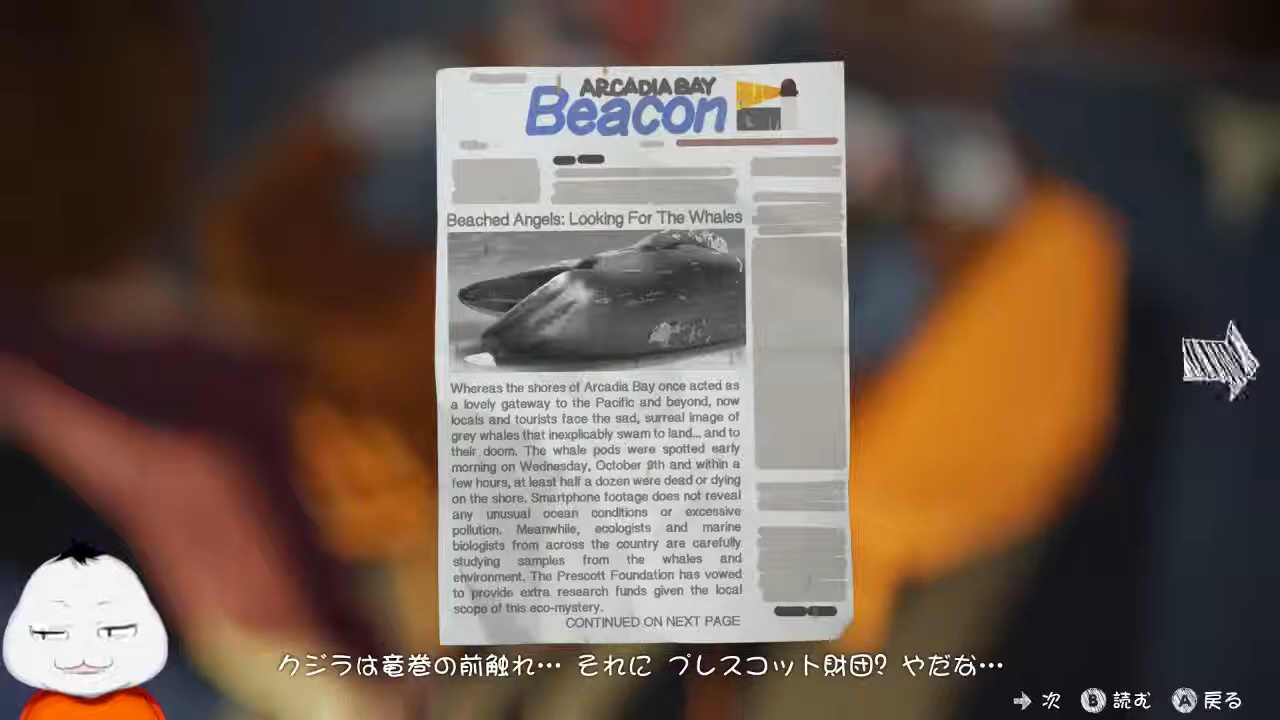 ARCADIA BAY
Beacon
Beached Angels: Looking For The Whales
Whereas the shores of Arcadia Bay once acted as
a lovely gateway to the Pacific and beyond, now
locals and tourists face the sad, surreal image of
grey whales that inexplicably swam to land... and to
their doom. The whale pods were spotted early
morning on Wednesday, October 9th and within a
few hours, at least half a dozen were dead or dying
on the shore. Smartphone footage does not reveal
any unusual ocean conditions or excessive
pollution. Meanwhile, ecologists and marine
biologists from across the country are carefully
studying samples from the whales and
environment. The Prescott Foundation has vowed
to provide extra research funds given the local
scope of this eco-mystery.
CONTINUED ON NEXT PAGE
クジラは竜巻の前触れ… それに プレスコット財団? やだな…
次 B 読む A 戻る